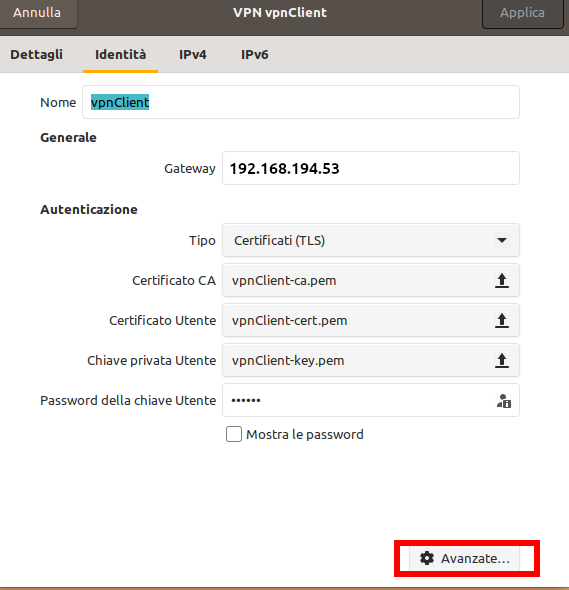 Annulla VPN vpnClient Applica
Dettagli Identità IPv4 IPv6
Nome vpnClient
Generale
Gateway 192.168.194.53
Autenticazione
Tipo Certificati (TLS)
Certificato CA vpnClient-ca.pem
Certificato Utente vpnClient-cert.pem
Chiave privata Utente vpnClient-key.pem
Password della chiave Utente ••••••
Mostra le password
Avanzate...